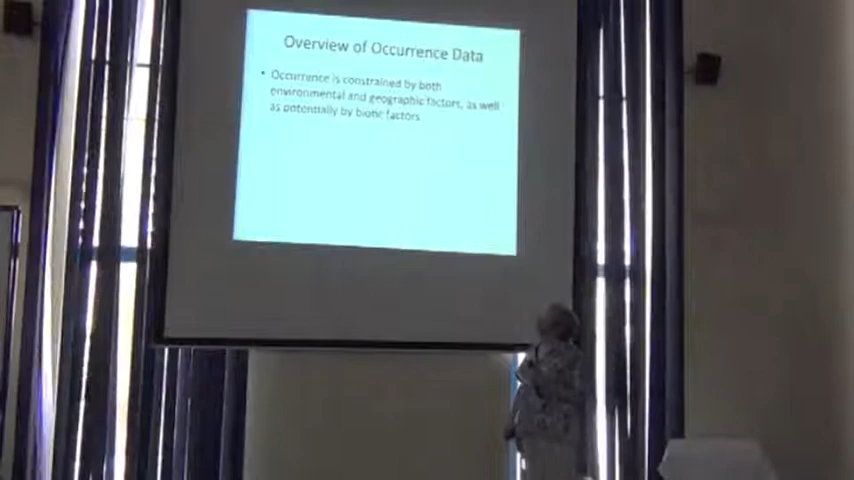 Overview of Occurrence Data
• Occurrence is constrained by both
environmental and geographic factors, as well
as potentially by biotic factors